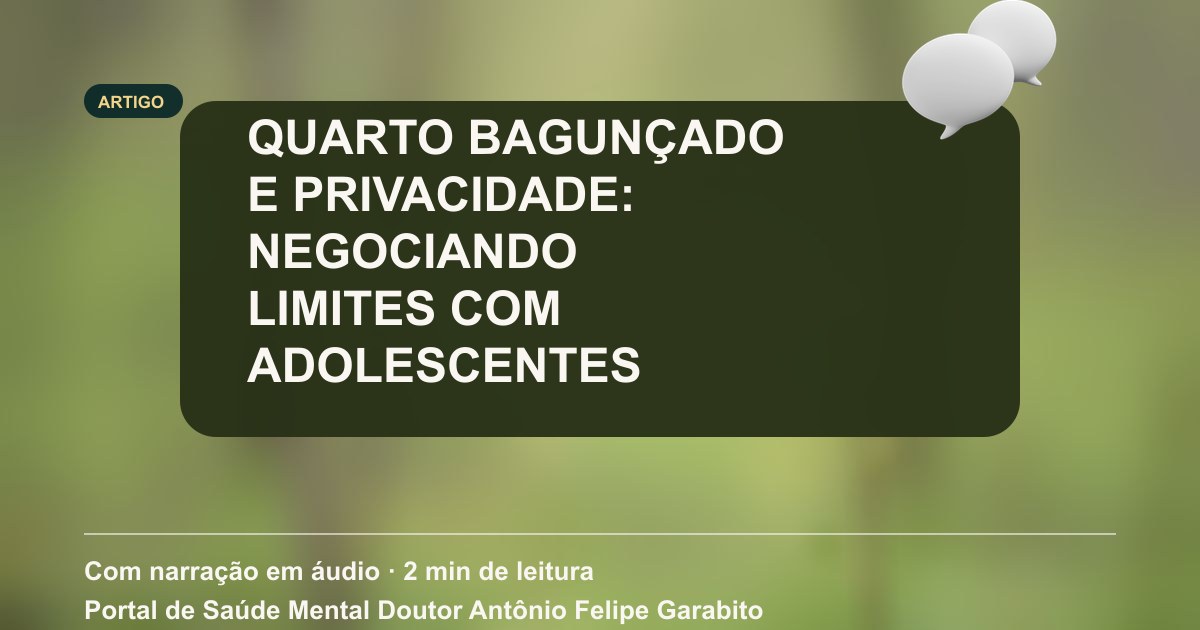 ARTIGO
QUARTO BAGUNÇADO
E PRIVACIDADE:
NEGOCIANDO
LIMITES COM
ADOLESCENTES
Com narração em áudio · 2 min de leitura
Portal de Saúde Mental Doutor Antônio Felipe Garabito